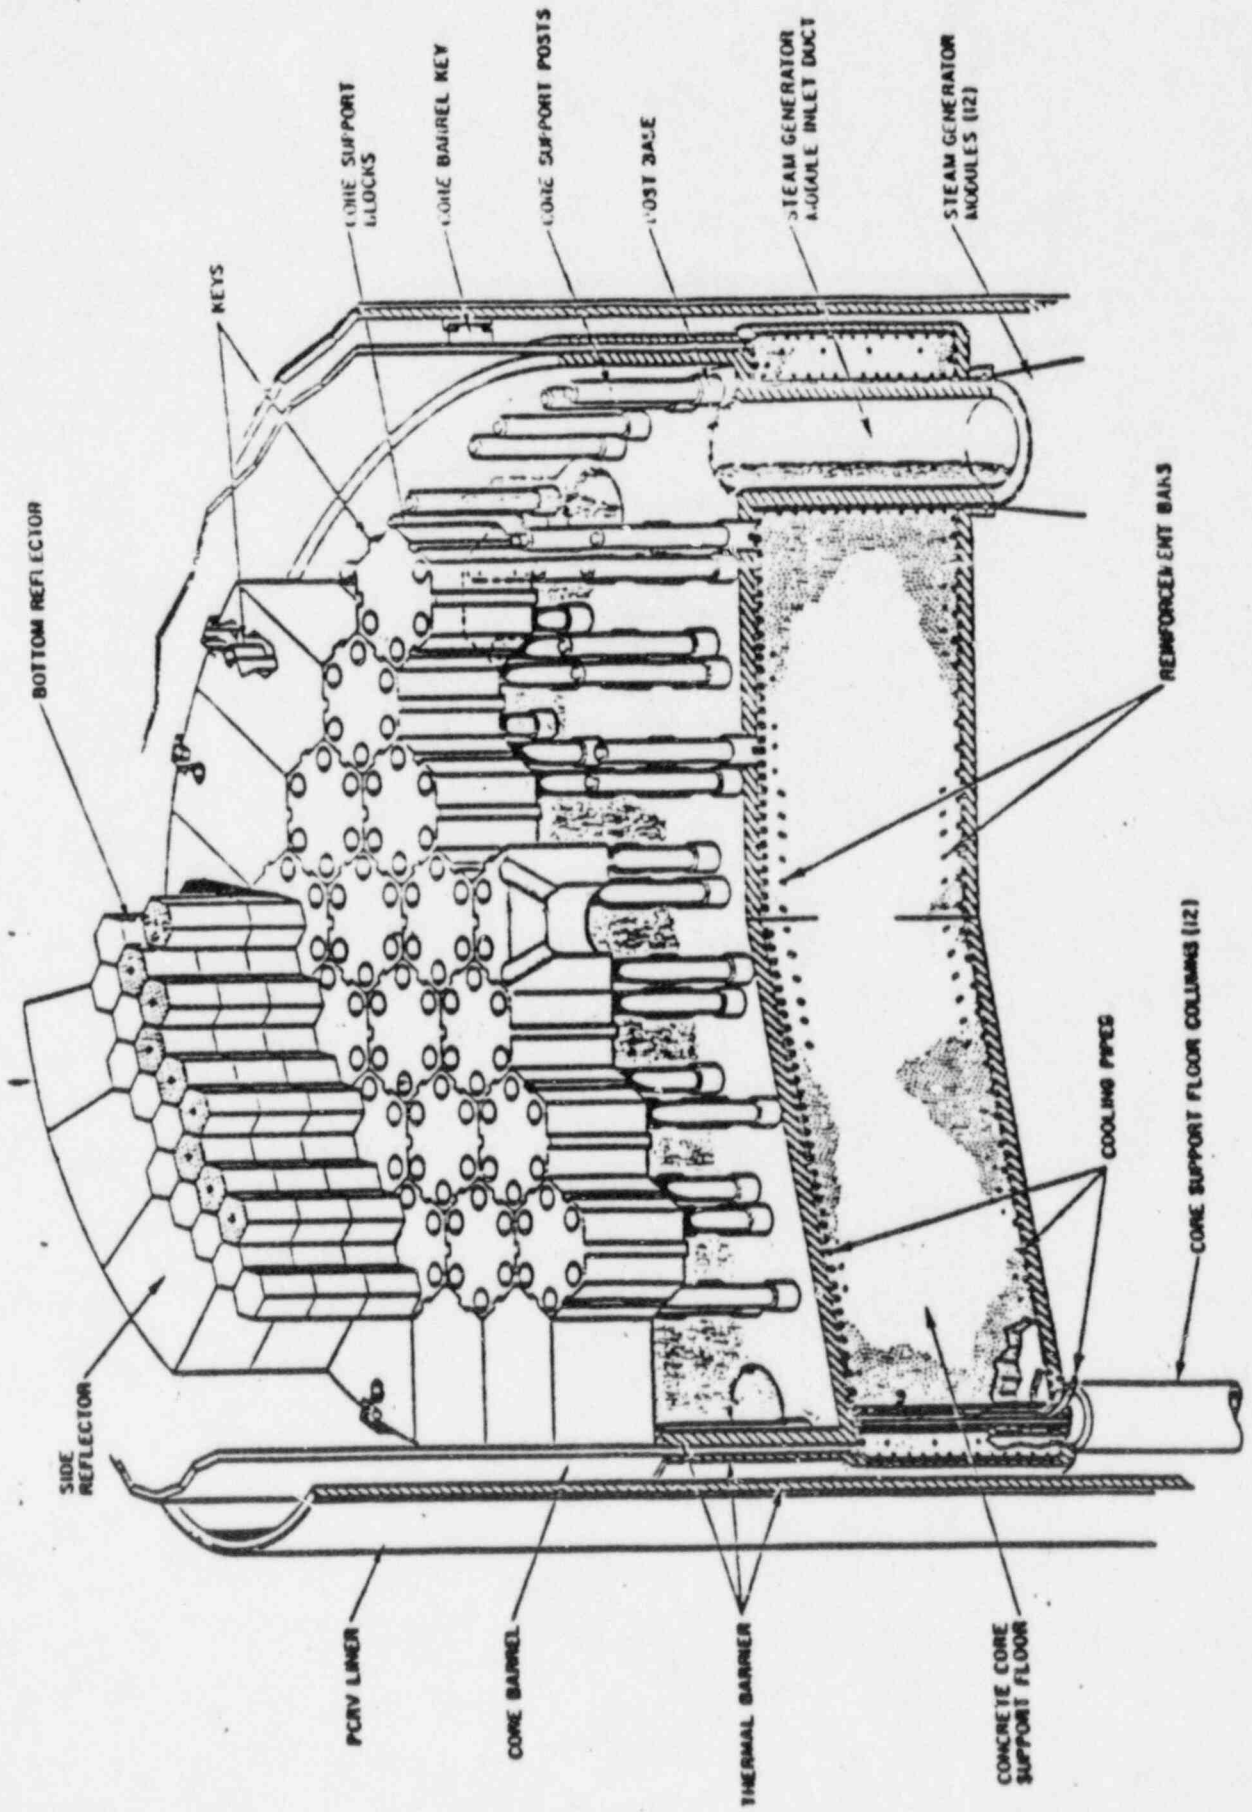 SIDE
REFLECTOR
BOTTOM REFLECTOR
KEYS
CORE SUPPORT
BLOCKS
CORE BARREL KEY
CORE SUPPORT POSTS
POST BASE
STEAM GENERATOR
MODULE INLET DUCT
STEAM GENERATOR
MODULES (12)
PCRV LINER
CORE BARREL
THERMAL BARRIER
CONCRETE CORE
SUPPORT FLOOR
REINFORCEMENT BARS
COOLING PIPES
CORE SUPPORT FLOOR COLUMNS (12)